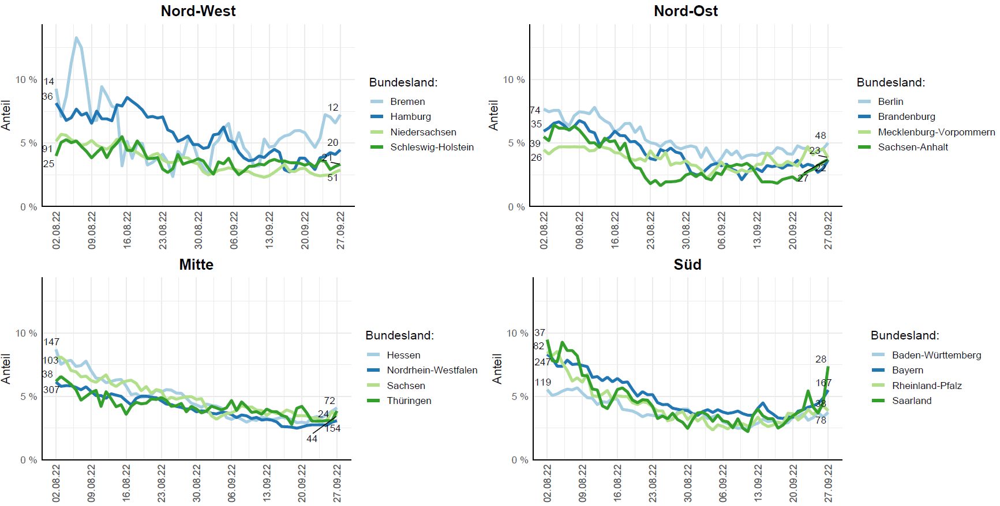 Nord-West
Anteil
10 %
5 %
0 %
14
36
91
25
12
20
21
51
02.08.22
09.08.22
16.08.22
23.08.22
30.08.22
06.09.22
13.09.22
20.09.22
27.09.22
Bundesland:
Bremen
Hamburg
Niedersachsen
Schleswig-Holstein
Nord-Ost
Anteil
10 %
5 %
0 %
74
35
39
26
48
23
22
27
02.08.22
09.08.22
16.08.22
23.08.22
30.08.22
06.09.22
13.09.22
20.09.22
27.09.22
Bundesland:
Berlin
Brandenburg
Mecklenburg-Vorpommern
Sachsen-Anhalt
Mitte
Anteil
10 %
5 %
0 %
147
103
38
307
72
24
154
44
02.08.22
09.08.22
16.08.22
23.08.22
30.08.22
06.09.22
13.09.22
20.09.22
27.09.22
Bundesland:
Hessen
Nordrhein-Westfalen
Sachsen
Thüringen
Süd
Anteil
10 %
5 %
0 %
37
82
247
119
28
167
38
78
02.08.22
09.08.22
16.08.22
23.08.22
30.08.22
06.09.22
13.09.22
20.09.22
27.09.22
Bundesland:
Baden-Württemberg
Bayern
Rheinland-Pfalz
Saarland